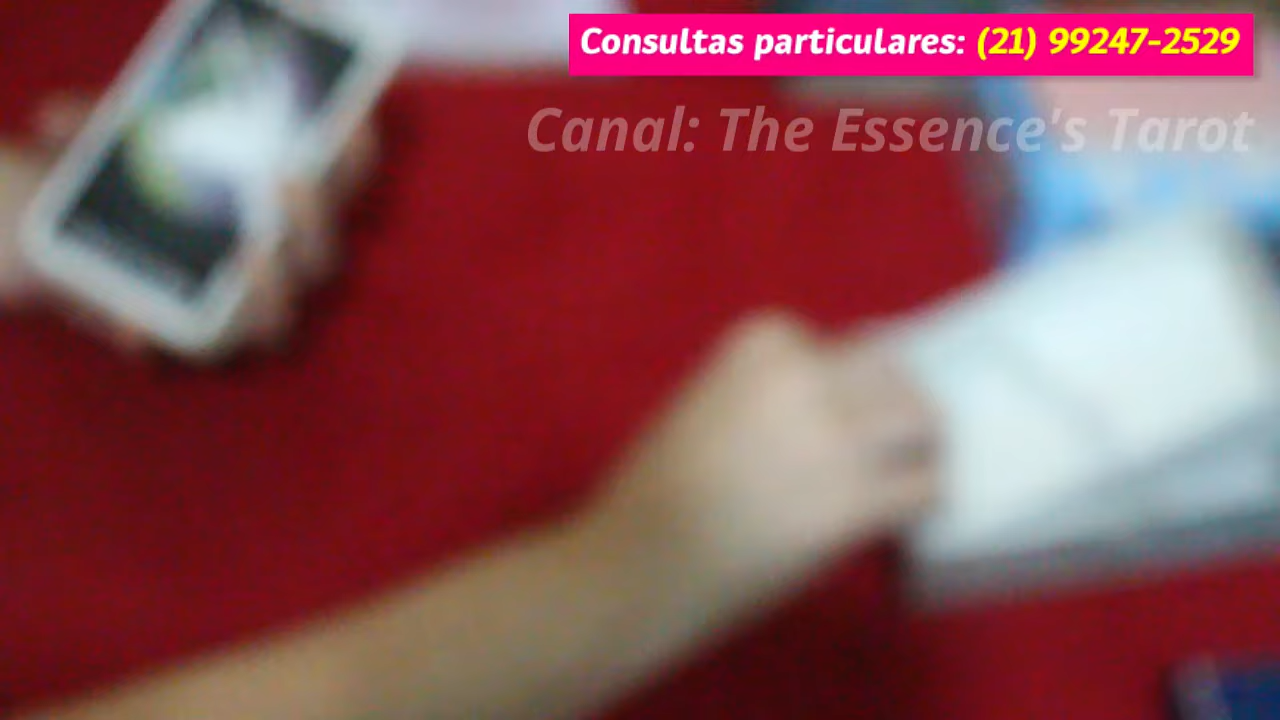 Consultas particulares: (21) 99247-2529
Canal: The Essence's Tarot